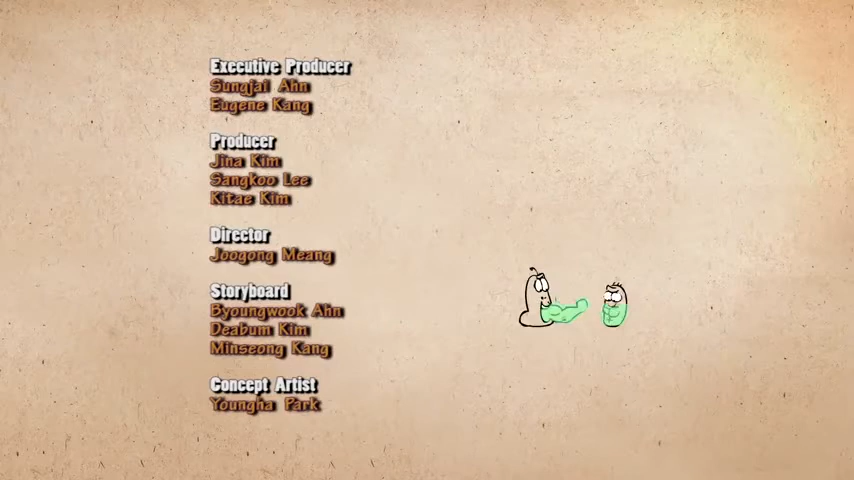 Executive Producer
Sungjai Ahn
Eugene Kang
Producer
Jina Kim
Sangkoo Lee
Kitae Kim
Director
Joogong Meang
Storyboard
Byoungwook Ahn
Deabum Kim
Minseong Kang
Concept Artist
Youngha Park